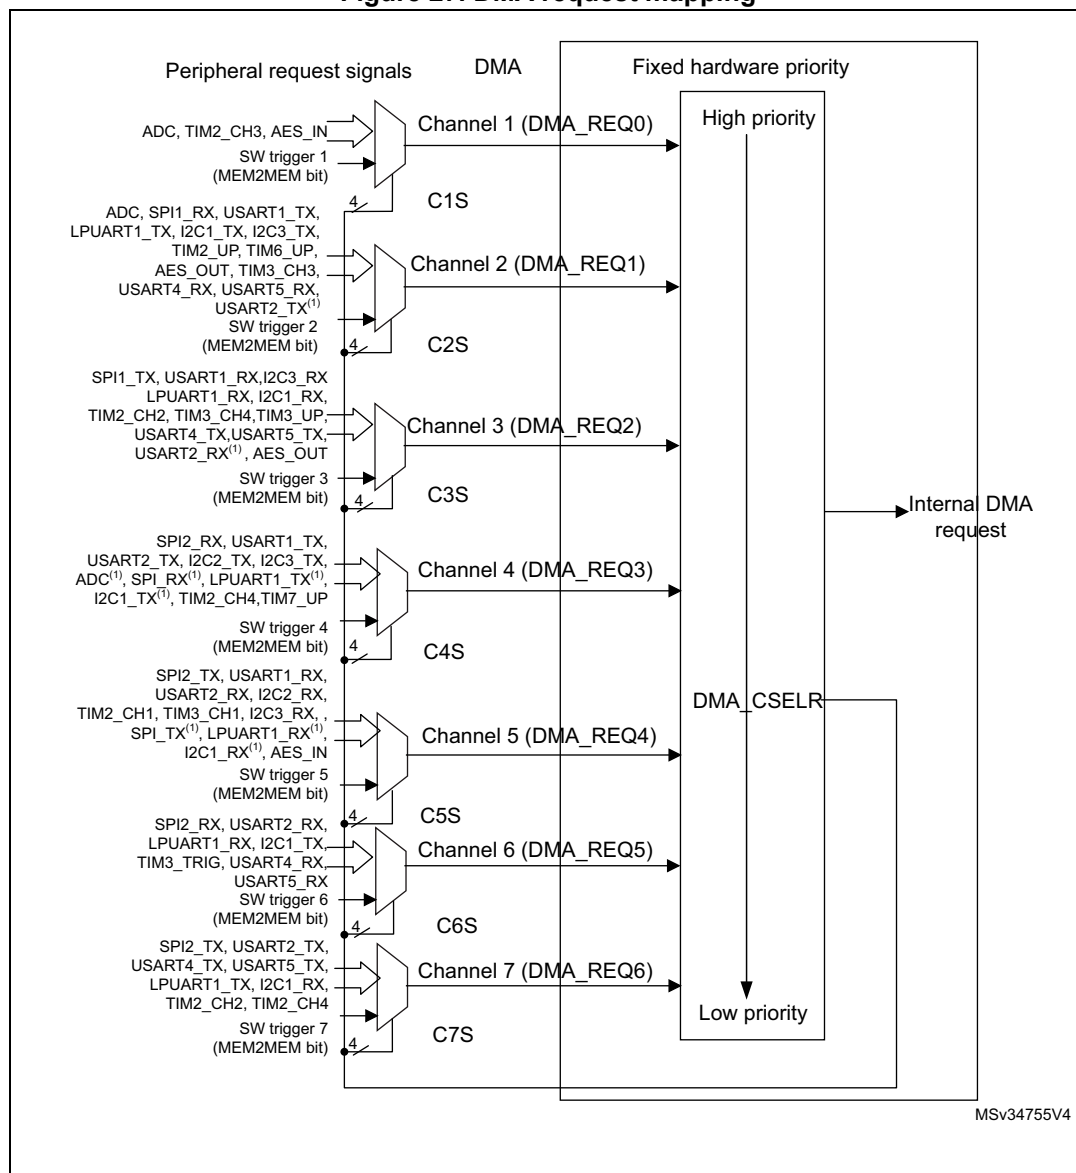 Peripheral request signals
DMA
Fixed hardware priority
High priority
ADC, TIM2_CH3, AES_IN
SW trigger 1
(MEM2MEM bit)
Channel 1 (DMA_REQ0)
4
C1S
ADC, SPI1_RX, USART1_TX,
LPUART1_TX, I2C1_TX, I2C3_TX,
TIM2_UP, TIM6_UP,
AES_OUT, TIM3_CH3,
USART4_RX, USART5_RX,
USART2_TX(1)
SW trigger 2
(MEM2MEM bit)
Channel 2 (DMA_REQ1)
4
C2S
SPI1_TX, USART1_RX,I2C3_RX
LPUART1_RX, I2C1_RX,
TIM2_CH2, TIM3_CH4,TIM3_UP,
USART4_TX,USART5_TX,
USART2_RX(1) , AES_OUT
SW trigger 3
(MEM2MEM bit)
Channel 3 (DMA_REQ2)
4
C3S
Internal DMA
request
SPI2_RX, USART1_TX,
USART2_TX, I2C2_TX, I2C3_TX,
ADC(1), SPI_RX(1), LPUART1_TX(1),
I2C1_TX(1), TIM2_CH4,TIM7_UP
SW trigger 4
(MEM2MEM bit)
Channel 4 (DMA_REQ3)
4
C4S
SPI2_TX, USART1_RX,
USART2_RX, I2C2_RX,
TIM2_CH1, TIM3_CH1, I2C3_RX, ,
SPI_TX(1), LPUART1_RX(1),
I2C1_RX(1), AES_IN
SW trigger 5
(MEM2MEM bit)
DMA_CSELR
Channel 5 (DMA_REQ4)
4
C5S
SPI2_RX, USART2_RX,
LPUART1_RX, I2C1_TX,
TIM3_TRIG, USART4_RX,
USART5_RX
SW trigger 6
(MEM2MEM bit)
Channel 6 (DMA_REQ5)
4
C6S
SPI2_TX, USART2_TX,
USART4_TX, USART5_TX,
LPUART1_TX, I2C1_RX,
TIM2_CH2, TIM2_CH4
SW trigger 7
(MEM2MEM bit)
Channel 7 (DMA_REQ6)
4
C7S
Low priority
MSv34755V4